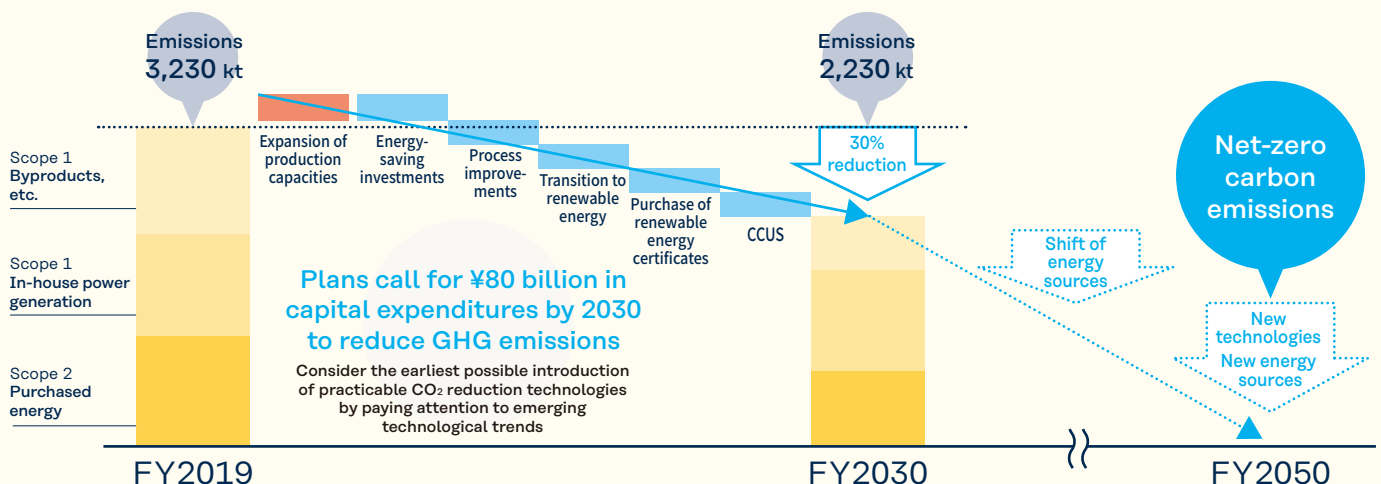 Emissions
3,230 kt
Emissions
2,230 kt
Scope 1
Byproducts,
etc.
Scope 1
In-house power
generation
Scope 2
Purchased
energy
Expansion of
production
capacities
Energy-
saving
investments
Process
improve-
ments
Transition to
renewable
energy
Purchase of
renewable
energy
certificates
CCUS
30%
reduction
Plans call for ¥80 billion in
capital expenditures by 2030
to reduce GHG emissions
Consider the earliest possible introduction
of practicable CO₂ reduction technologies
by paying attention to emerging
technological trends
Shift of
energy
sources
Net-zero
carbon
emissions
New
technologies
New energy
sources
FY2019
FY2030
FY2050